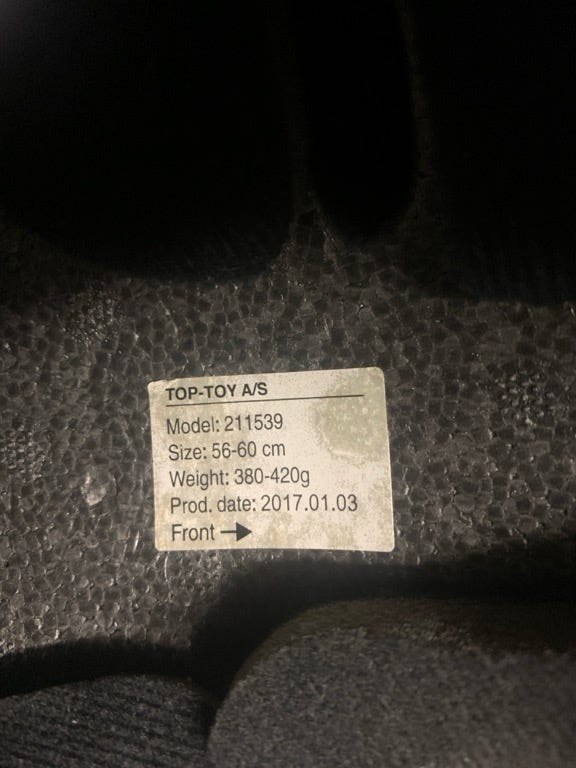 TOP-TOY A/S
Model: 211539
Size: 56-60 cm
Weight: 380-420g
Prod. date: 2017.01.03
Front →